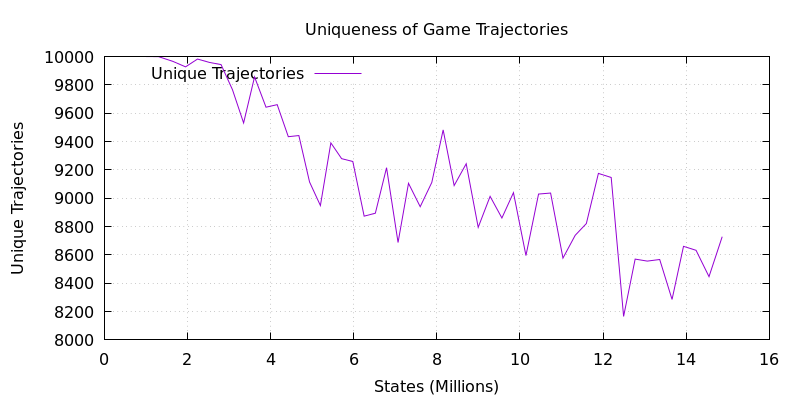 Uniqueness of Game Trajectories
10000
9800
9600
9400
9200
9000
8800
8600
8400
8200
8000
Unique Trajectories
Unique Trajectories
0 2 4 6 8 10 12 14 16
States (Millions)